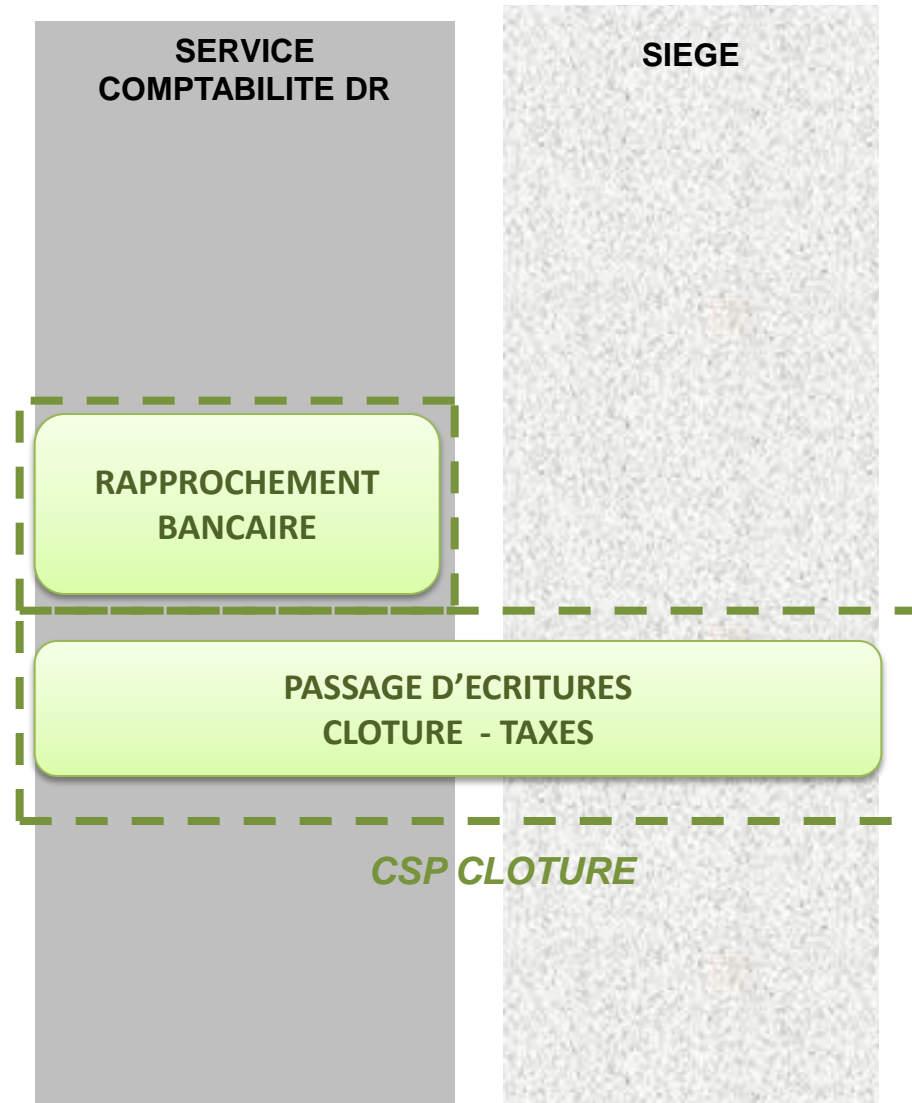 SERVICE
COMPTABILITE DR
SIEGE
RAPPROCHEMENT
BANCAIRE
PASSAGE D’ECRITURES
CLOTURE - TAXES
CSP CLOTURE